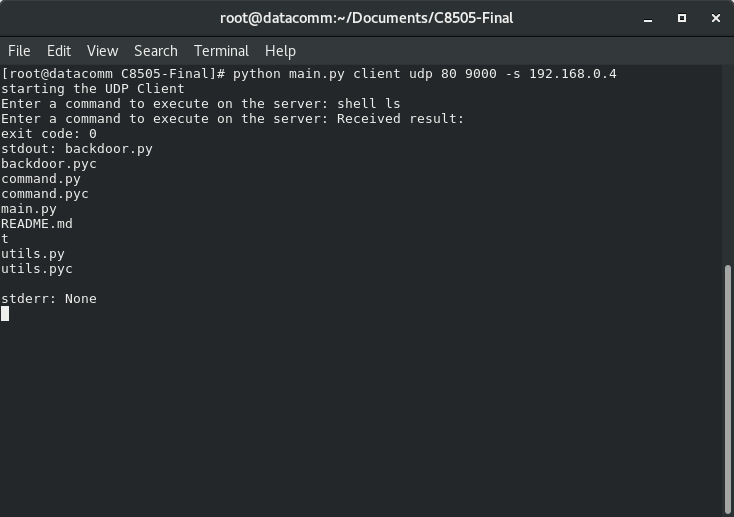 root@datacomm:~/Documents/C8505-Final
File Edit View Search Terminal Help
[root@datacomm C8505-Final]# python main.py client udp 80 9000 -s 192.168.0.4
starting the UDP Client
Enter a command to execute on the server: shell ls
Enter a command to execute on the server: Received result:
exit code: 0
stdout: backdoor.py
backdoor.pyc
command.py
command.pyc
main.py
README.md
t
utils.py
utils.pyc
stderr: None